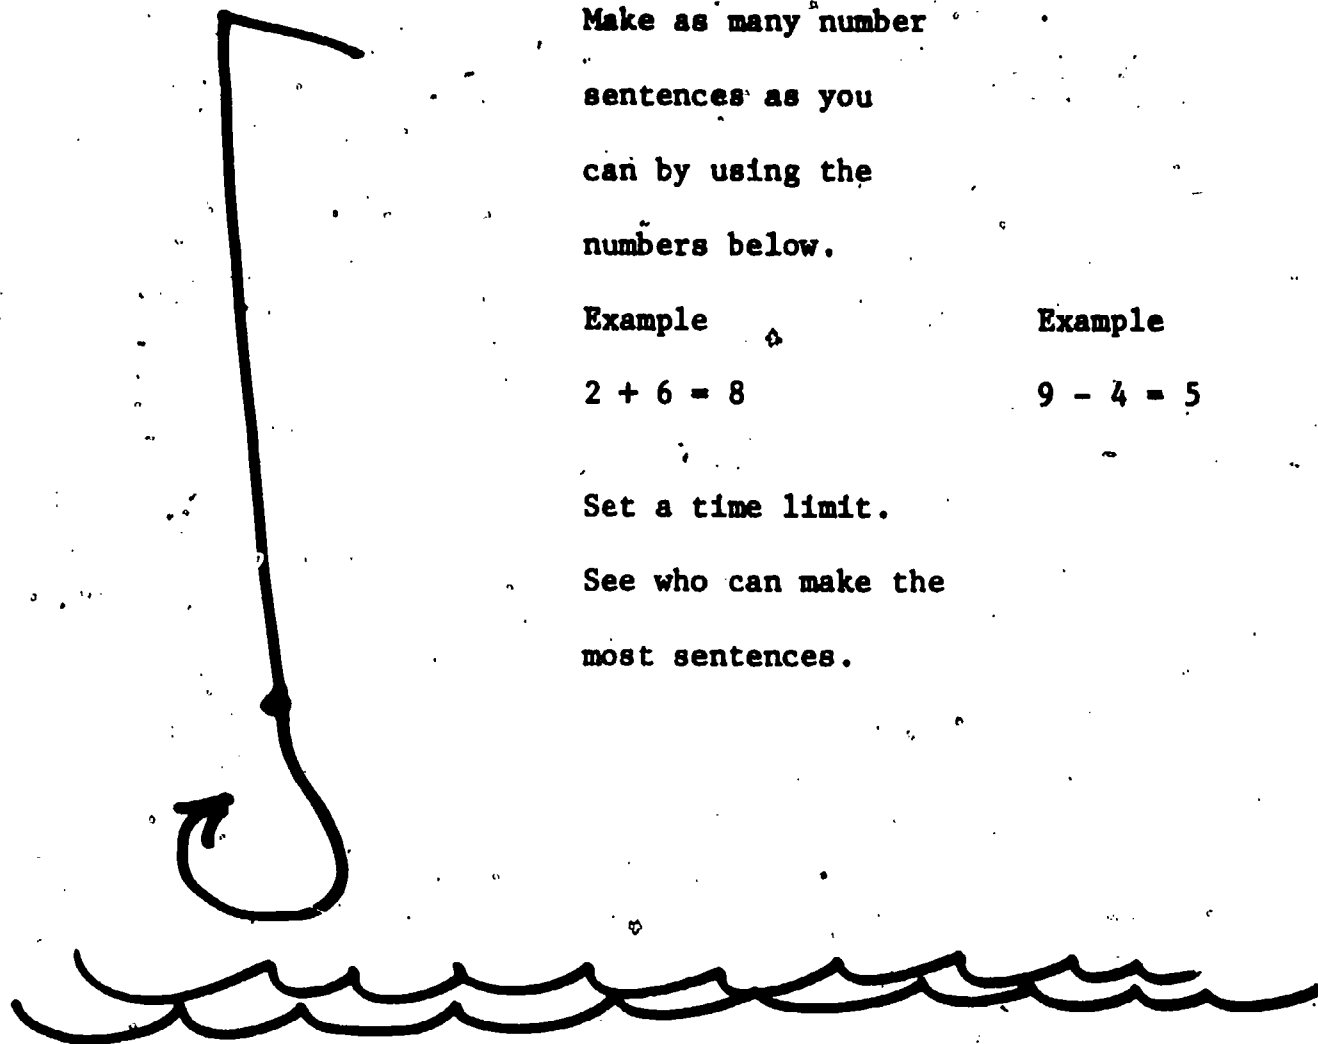 Make as many number
sentences as you
can by using the
numbers below.
Example Example
2 + 6 = 8 9 - 4 = 5
Set a time limit.
See who can make the
most sentences.